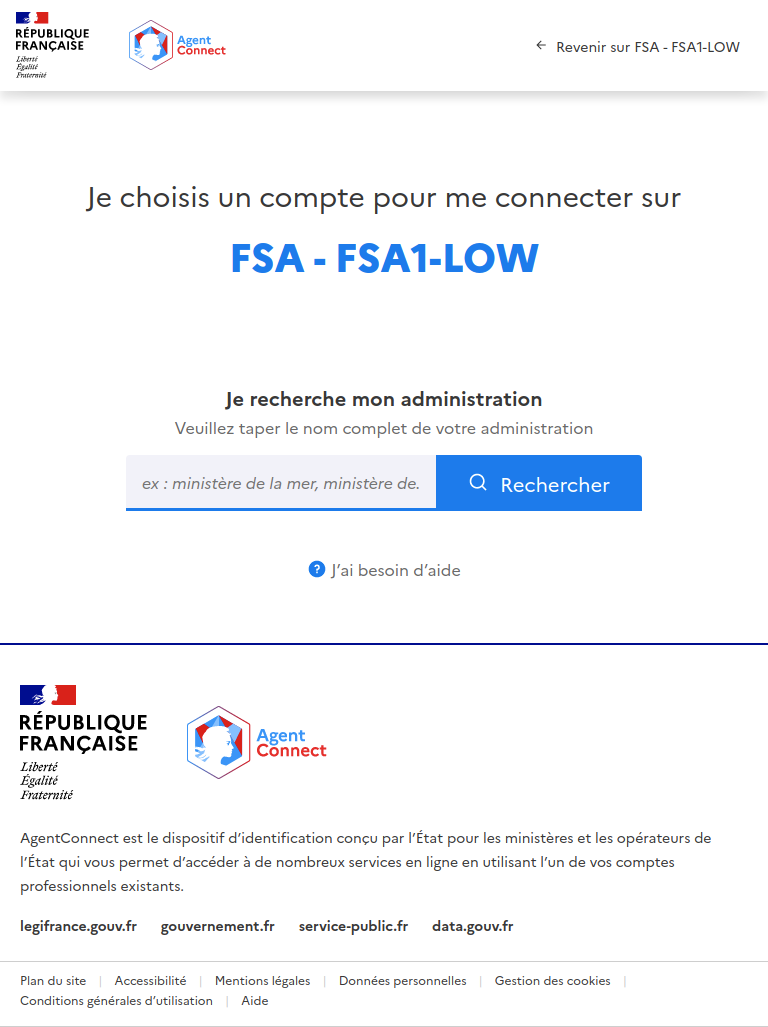 RÉPUBLIQUE
FRANÇAISE
Liberté
Égalité
Fraternité
Agent
Connect
Revenir sur FSA - FSA1-LOW
Je choisis un compte pour me connecter sur
FSA - FSA1-LOW
Je recherche mon administration
Veuillez taper le nom complet de votre administration
ex : ministère de la mer, ministère de.
Rechercher
? J’ai besoin d’aide
RÉPUBLIQUE
FRANÇAISE
Liberté
Égalité
Fraternité
Agent
Connect
AgentConnect est le dispositif d’identification conçu par l’État pour les ministères et les opérateurs de
l’État qui vous permet d’accéder à de nombreux services en ligne en utilisant l’un de vos comptes
professionnels existants.
legifrance.gouv.fr gouvernement.fr service-public.fr data.gouv.fr
Plan du site | Accessibilité | Mentions légales | Données personnelles | Gestion des cookies |
Conditions générales d’utilisation | Aide